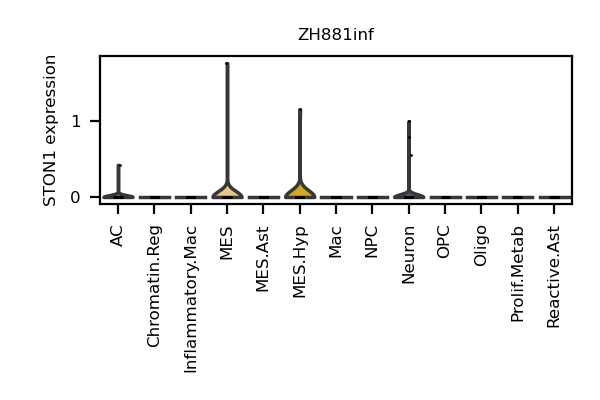 ZH881inf
STON1 expression
1
0
AC
Chromatin.Reg
Inflammatory.Mac
MES
MES.Ast
MES.Hyp
Mac
NPC
Neuron
OPC
Oligo
Prolif.Metab
Reactive.Ast